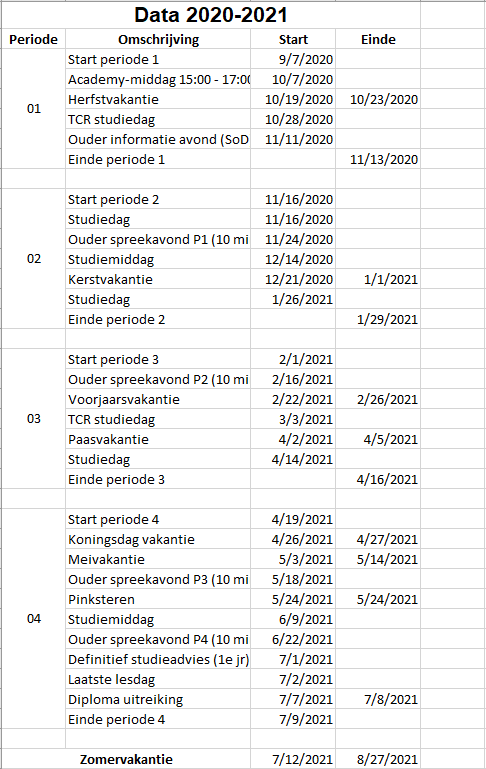 Data 2020-2021
Periode Omschrijving Start Einde
Start periode 1 9/7/2020
Academy-middag 15:00 - 17:00 10/7/2020
Herfstvakantie 10/19/2020 10/23/2020
01
TCR studiedag 10/28/2020
Ouder informatie avond (SoD 11/11/2020
Einde periode 1 11/13/2020
Start periode 2 11/16/2020
Studiedag 11/16/2020
Ouder spreekavond P1 (10 mi 11/24/2020
02 Studiemiddag 12/14/2020
Kerstvakantie 12/21/2020 1/1/2021
Studiedag 1/26/2021
Einde periode 2 1/29/2021
Start periode 3 2/1/2021
Ouder spreekavond P2 (10 mi 2/16/2021
Voorjaarsvakantie 2/22/2021 2/26/2021
03 TCR studiedag 3/3/2021
Paasvakantie 4/2/2021 4/5/2021
Studiedag 4/14/2021
Einde periode 3 4/16/2021
Start periode 4 4/19/2021
Koningsdag vakantie 4/26/2021 4/27/2021
Meivakantie 5/3/2021 5/14/2021
Ouder spreekavond P3 (10 mi 5/18/2021
Pinksteren 5/24/2021 5/24/2021
04 Studiemiddag 6/9/2021
Ouder spreekavond P4 (10 mi 6/22/2021
Definitief studieadvies (1e jr) 7/1/2021
Laatste lesdag 7/2/2021
Diploma uitreiking 7/7/2021 7/8/2021
Einde periode 4 7/9/2021
Zomervakantie 7/12/2021 8/27/2021